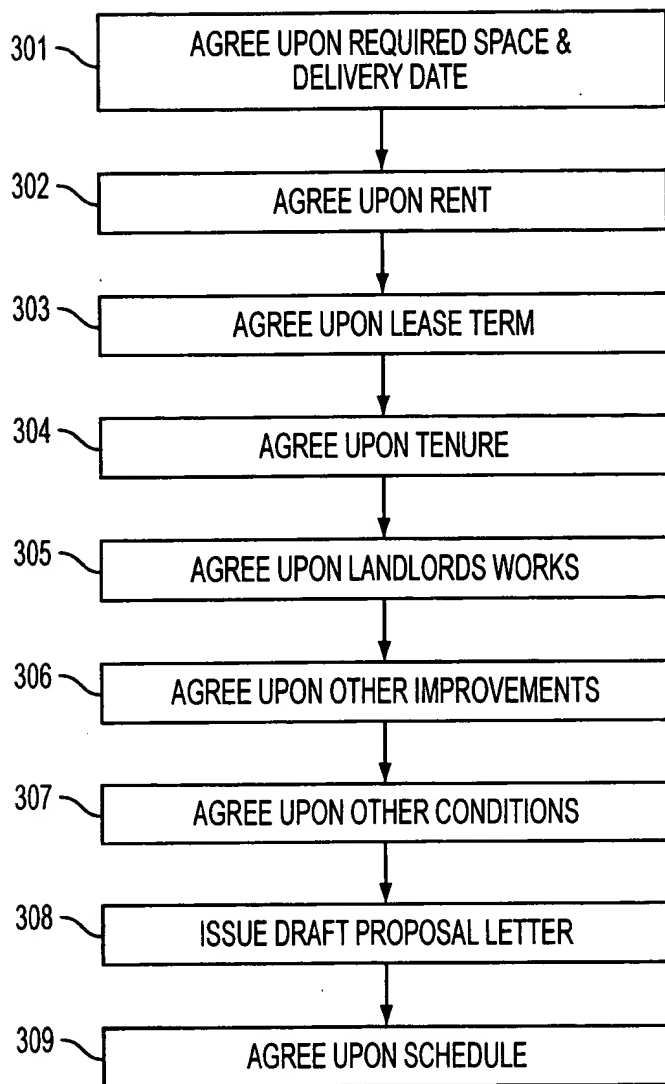 301
AGREE UPON REQUIRED SPACE &
DELIVERY DATE
302
AGREE UPON RENT
303
AGREE UPON LEASE TERM
304
AGREE UPON TENURE
305
AGREE UPON LANDLORDS WORKS
306
AGREE UPON OTHER IMPROVEMENTS
307
AGREE UPON OTHER CONDITIONS
308
ISSUE DRAFT PROPOSAL LETTER
309
AGREE UPON SCHEDULE